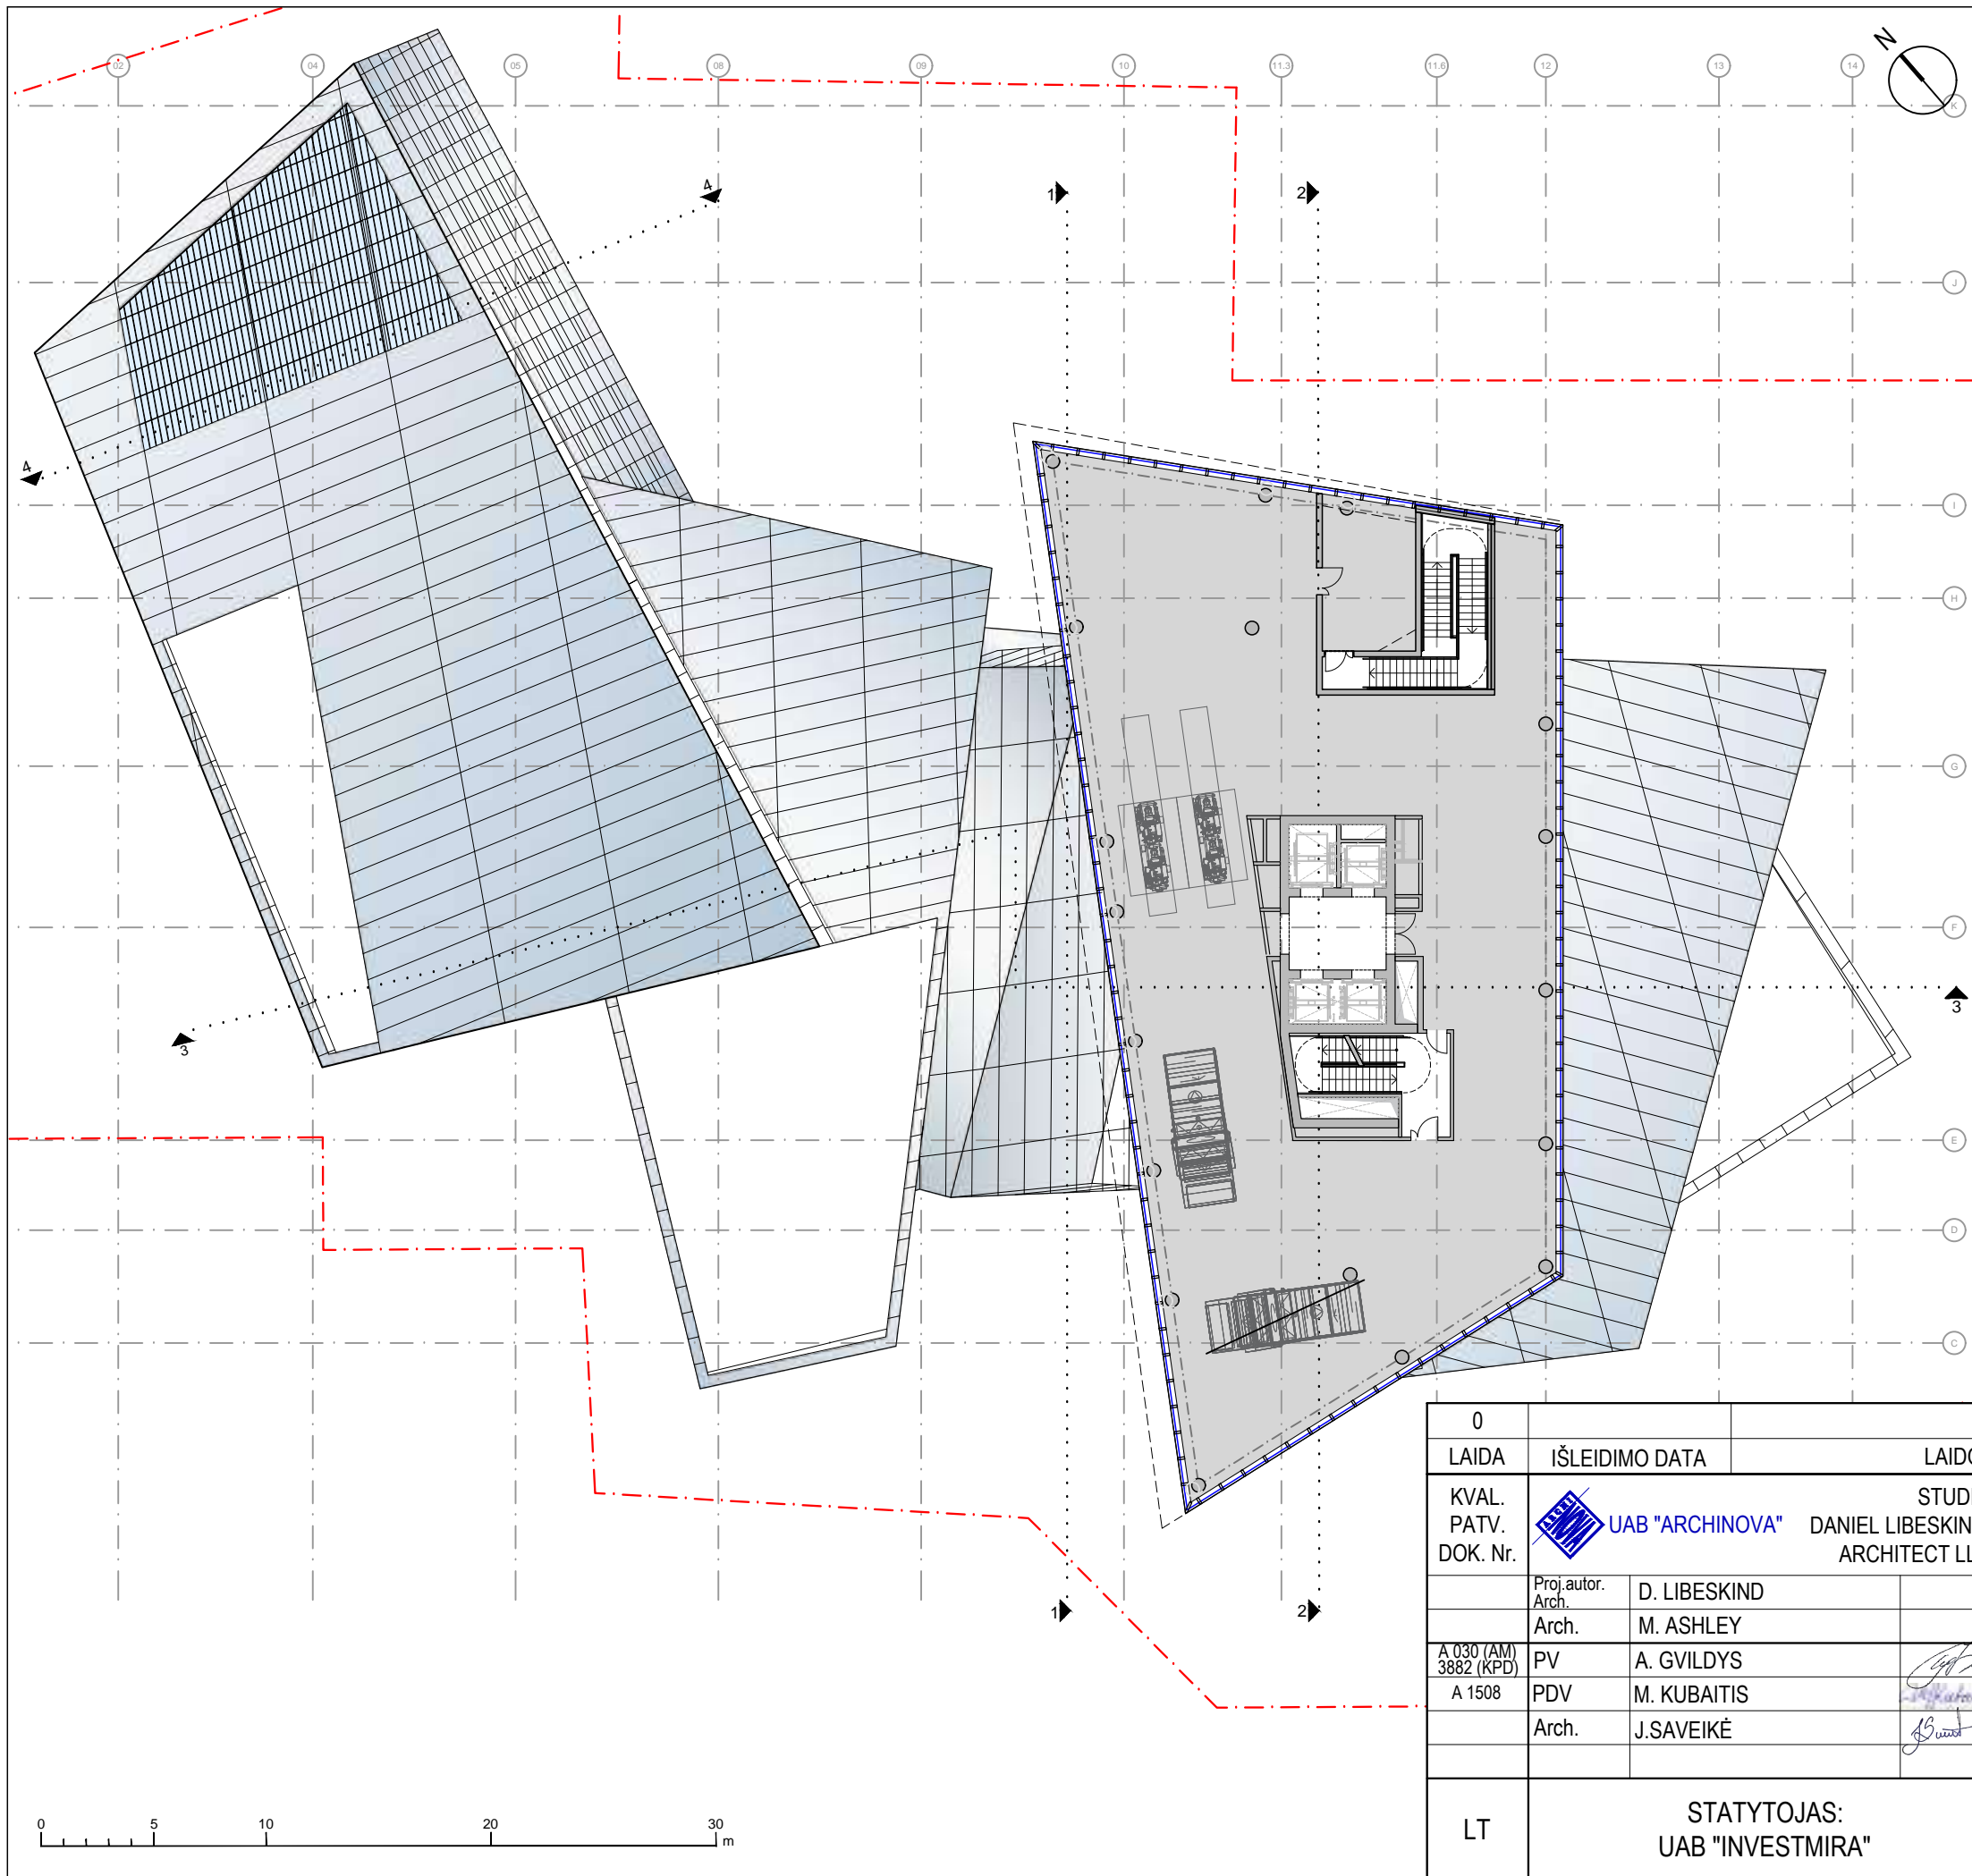 02 04 05 08 09 10 11.3 11.6 12 13 14
N
K
J
I
H
G
F
E
D
C
4
1
2
4
3
3
1
2
0
LAIDA IŠLEIDIMO DATA
KVAL.
PATV.
DOK. Nr.
ARCHI
NOVA
UAB "ARCHINOVA"
DANIEL
ARCHITECT
Proj.autor.
Arch.
D. LIBESKIND
Arch. M. ASHLEY
A 030 (AM)
3882 (KPD)
PV A. GVILDYS
A 1508 PDV M. KUBAITIS
Arch. J.SAVEIKĖ
LT
STATYTOJAS:
UAB "INVESTMIRA"
0 5 10 20 30
m